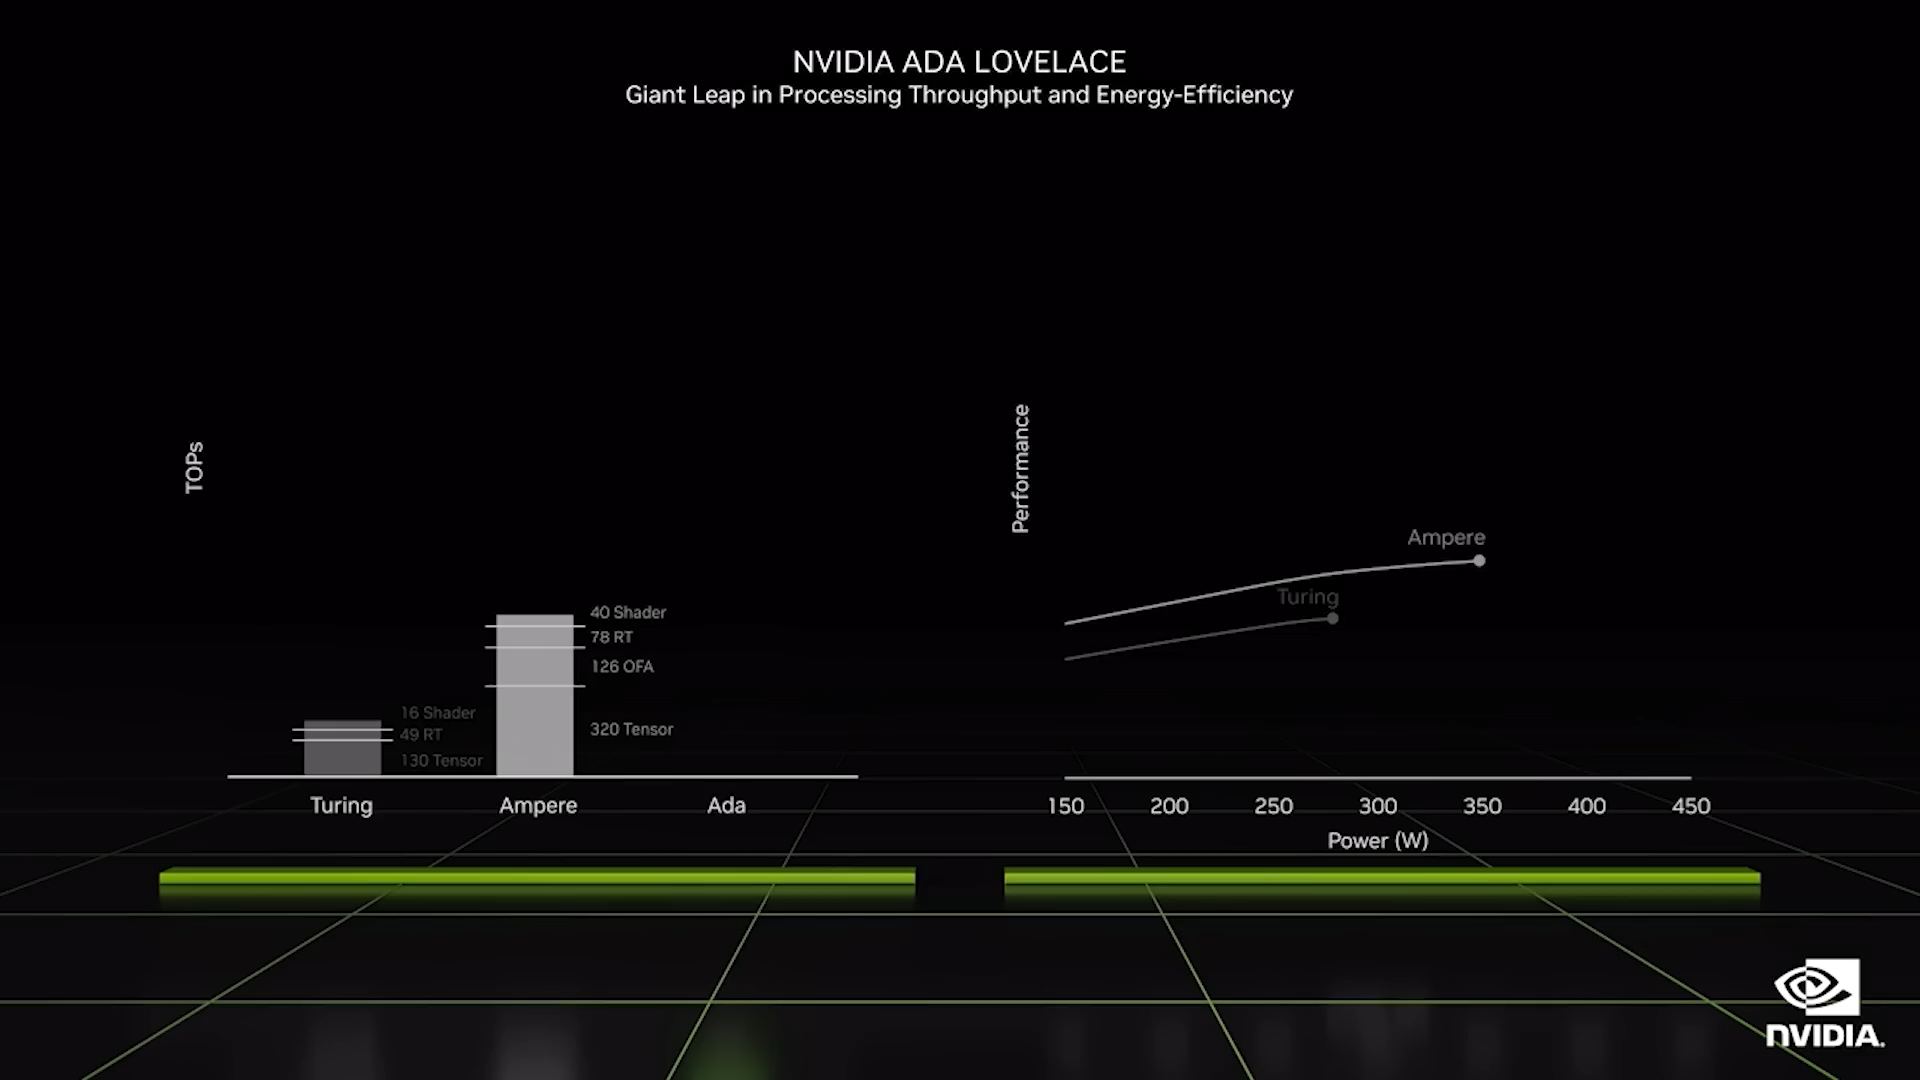 NVIDIA ADA LOVELACE
Giant Leap in Processing Throughput and Energy-Efficiency
TOPs
16 Shader
49 RT
130 Tensor
40 Shader
78 RT
126 OFA
320 Tensor
Turing
Ampere
Ada
Performance
Ampere
Turing
150 200 250 300 350 400 450
Power (W)
NVIDIA.